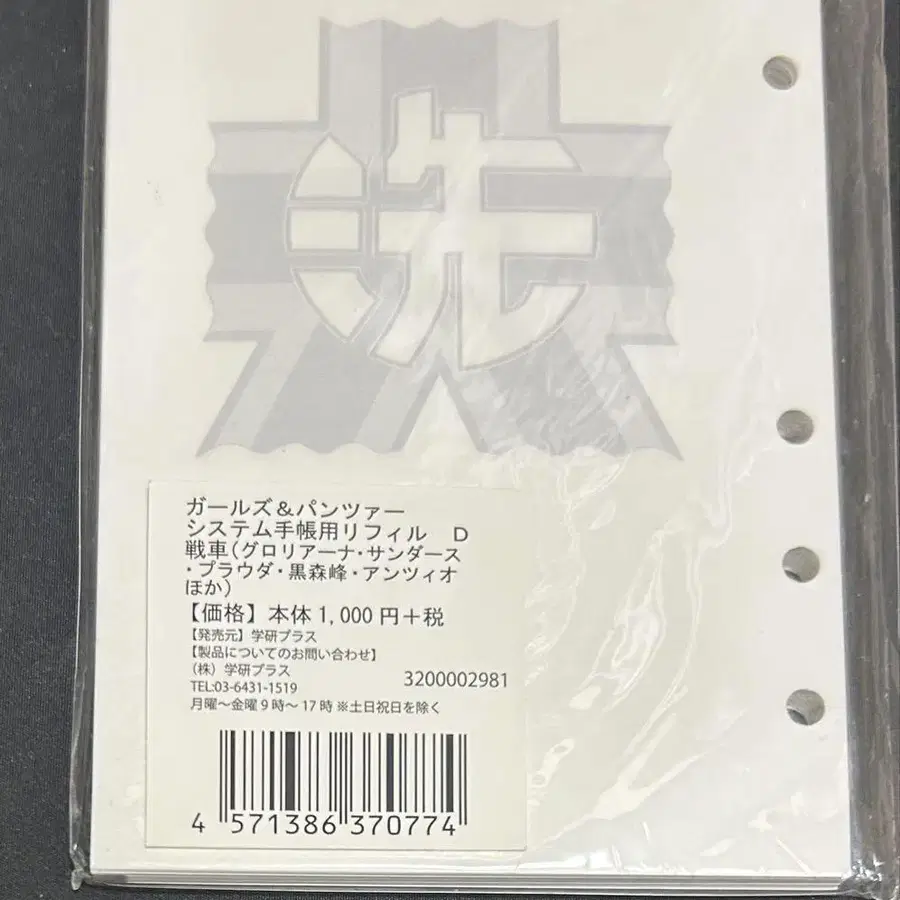 洗
ガールズ＆パンツァー
システム手帳用リフィル　D
戦車（グロリアーナ・サンダース
・プラウダ・黒森峰・アンツィオ
ほか）
【価格】本体1,000円＋税
【発売元】学研プラス
【製品についてのお問い合わせ】
（株）学研プラス
3200002981
TEL:03-6431-1519
月曜～金曜9時～17時 ※土日祝日を除く
4 571386 370774